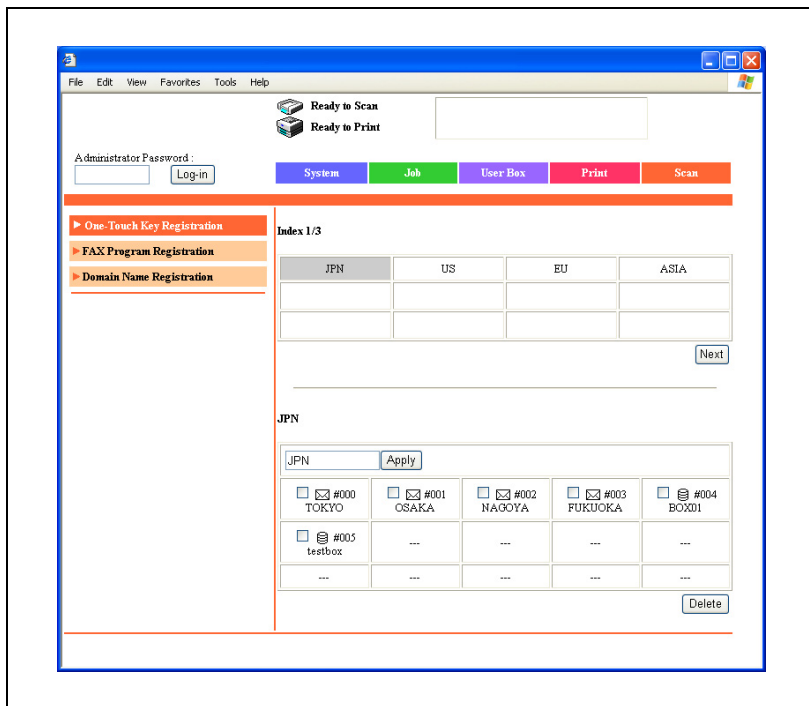 File Edit View Favorites Tools Help
Ready to Scan
Ready to Print
Administrator Password :
Log-in
System Job User Box Print Scan
One-Touch Key Registration
FAX Program Registration
Domain Name Registration
Index 1/3
JPN US EU ASIA
Next
JPN
JPN Apply
#000 #001 #002 #003 #004
TOKYO OSAKA NAGOYA FUKUOKA BOX01
#005
testbox --- --- --- ---
--- --- --- --- ---
Delete